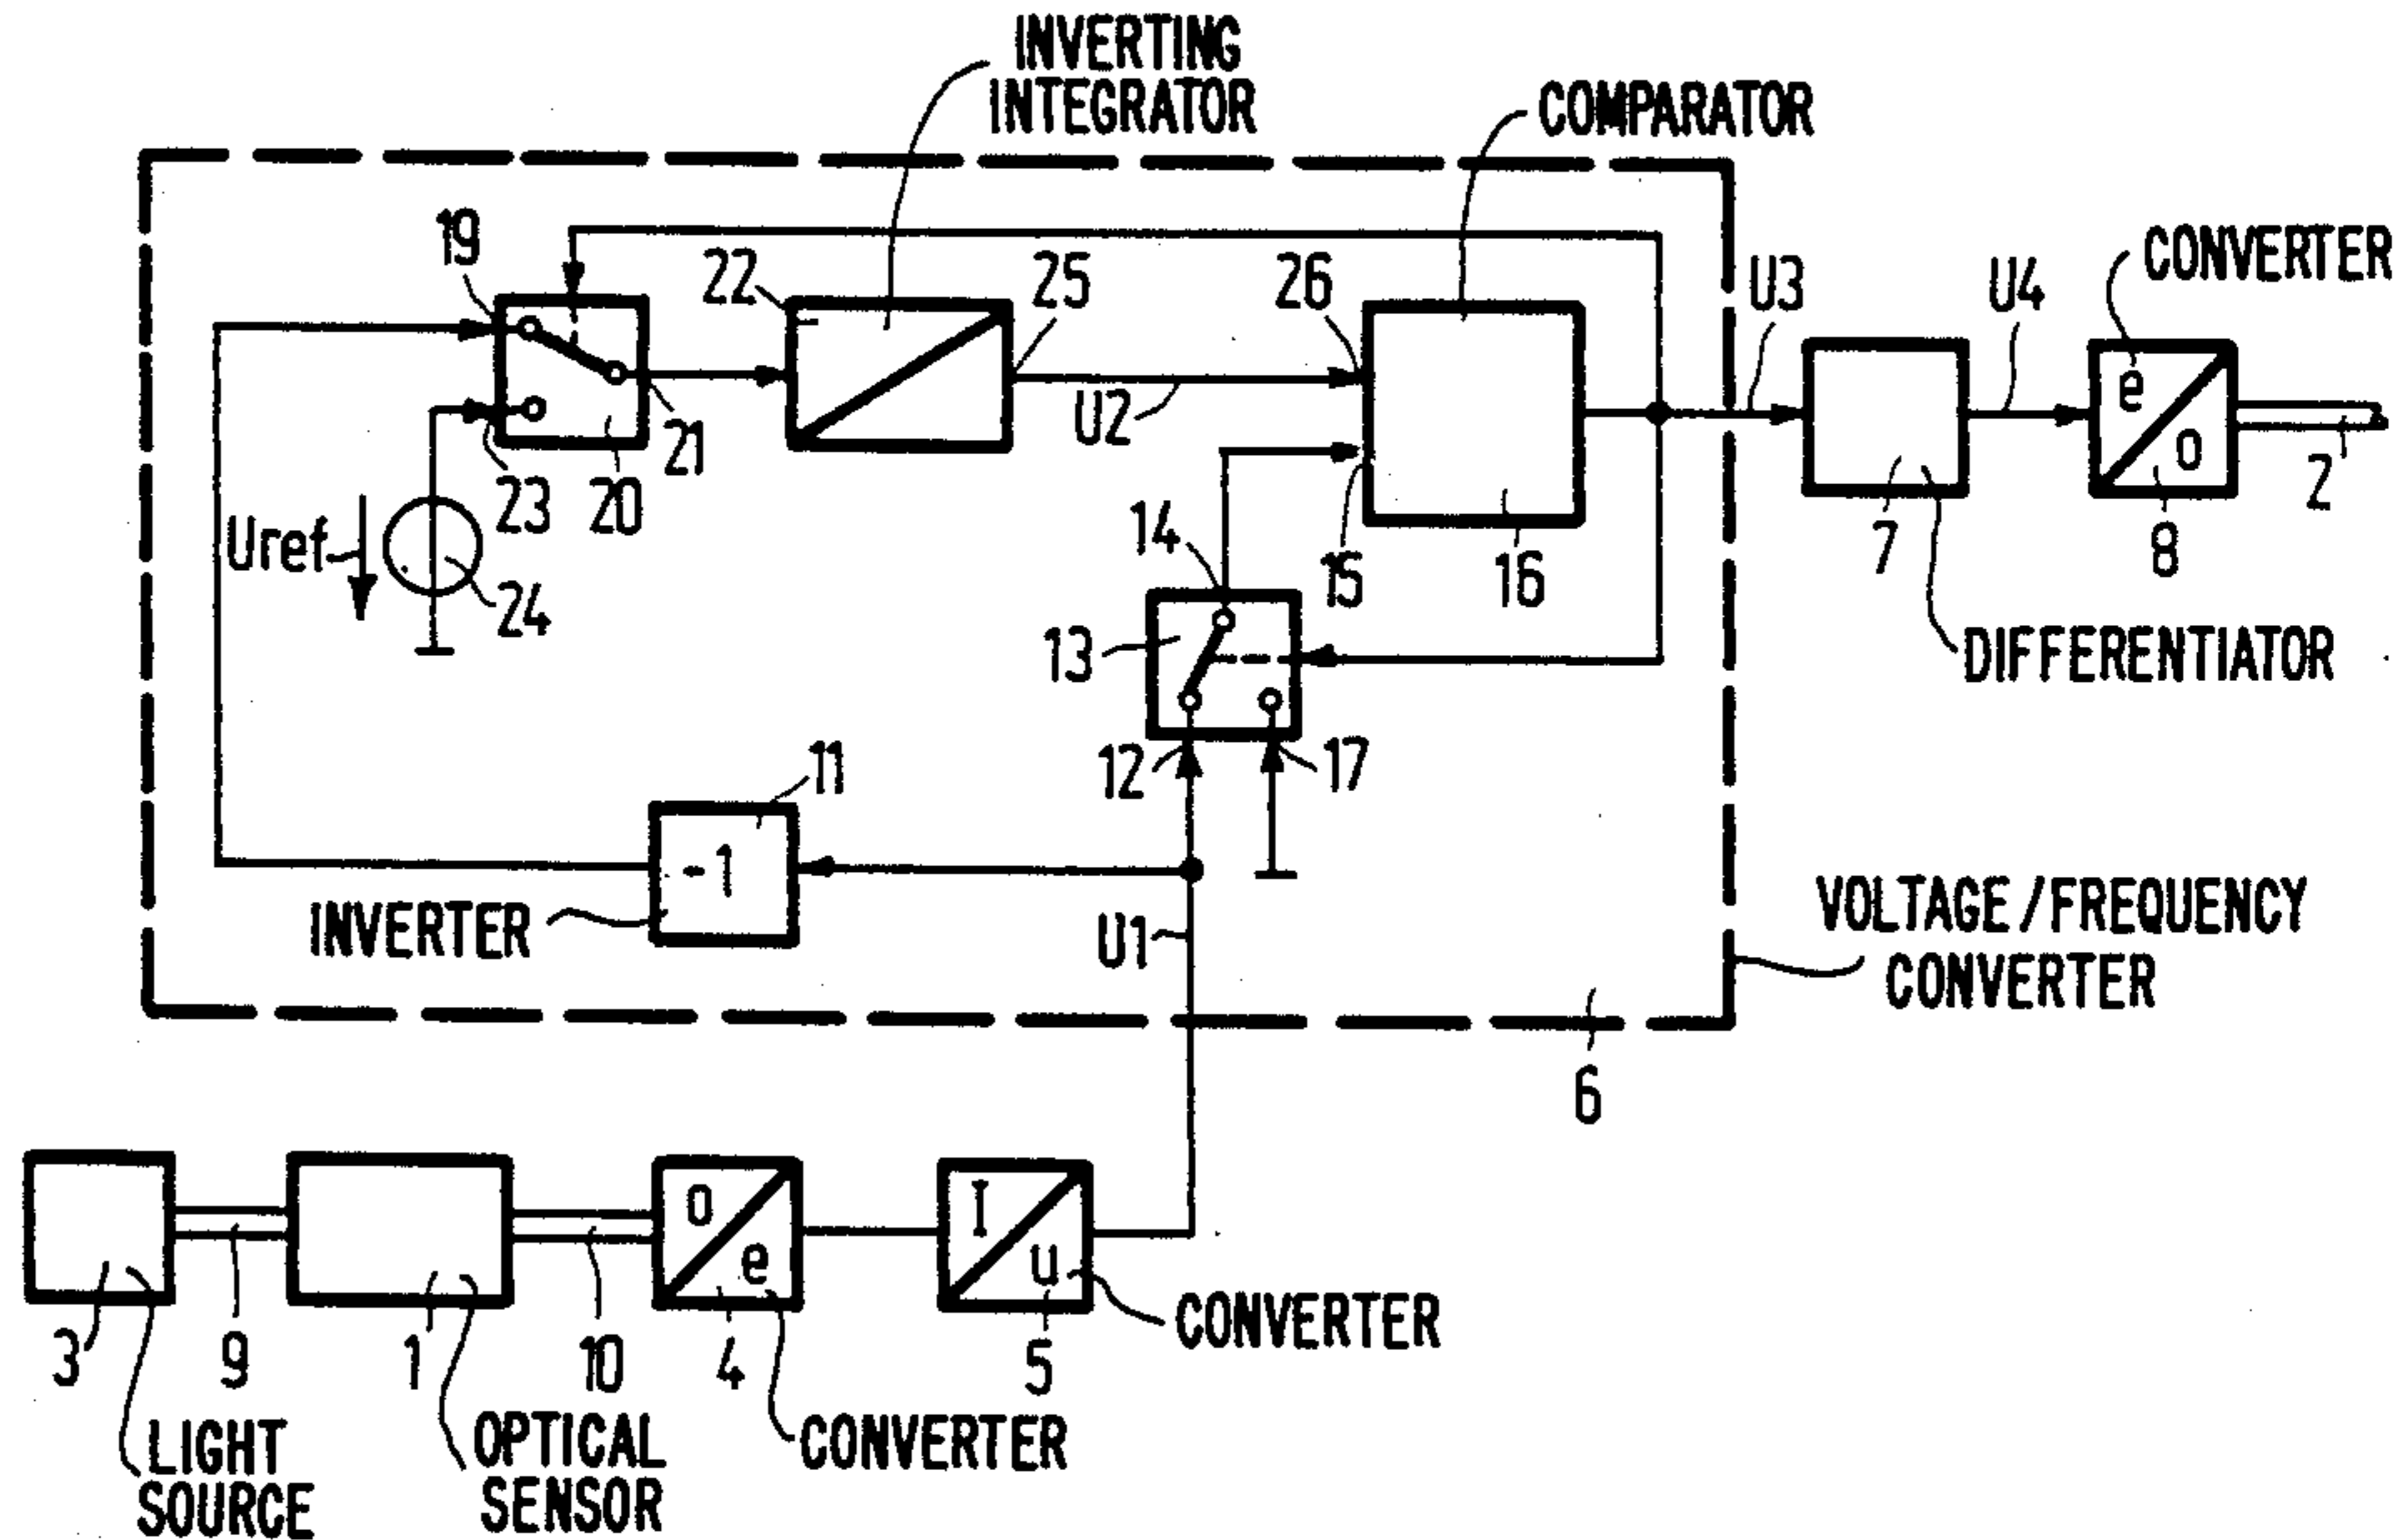 INVERTING
INTEGRATOR
COMPARATOR
CONVERTER
19
22
25
26
U3
U4
e
o
U2
21
23
20
Uref
24
14
15
16
7
8
2
13
DIFFERENTIATOR
12
17
11
-1
INVERTER
U1
VOLTAGE/FREQUENCY
CONVERTER
6
o
e
I
u
CONVERTER
3
9
1
10
4
5
LIGHT
SOURCE
OPTICAL
SENSOR
CONVERTER